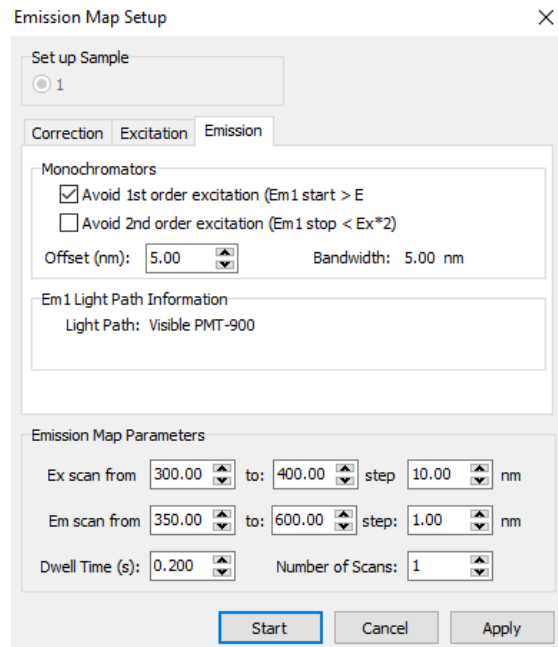 Emission Map Setup
Set up Sample
1
Correction Excitation Emission
Monochromators
Avoid 1st order excitation (Em1 start > E
Avoid 2nd order excitation (Em1 stop < Ex*2)
Offset (nm): 5.00 Bandwidth: 5.00 nm
Em1 Light Path Information
Light Path: Visible PMT-900
Emission Map Parameters
Ex scan from 300.00 to: 400.00 step 10.00 nm
Em scan from 350.00 to: 600.00 step: 1.00 nm
Dwell Time (s): 0.200 Number of Scans: 1
Start Cancel Apply